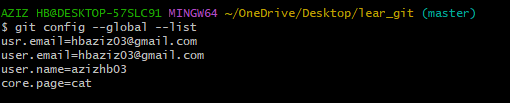 AZIZ HB@DESKTOP-57SLC91 MINGW64 ~/OneDrive/Desktop/lear_git (master)
$ git config --global --list
usr.email=hbaziz03@gmail.com
user.email=hbaziz03@gmail.com
user.name=azizhb03
core.page=cat